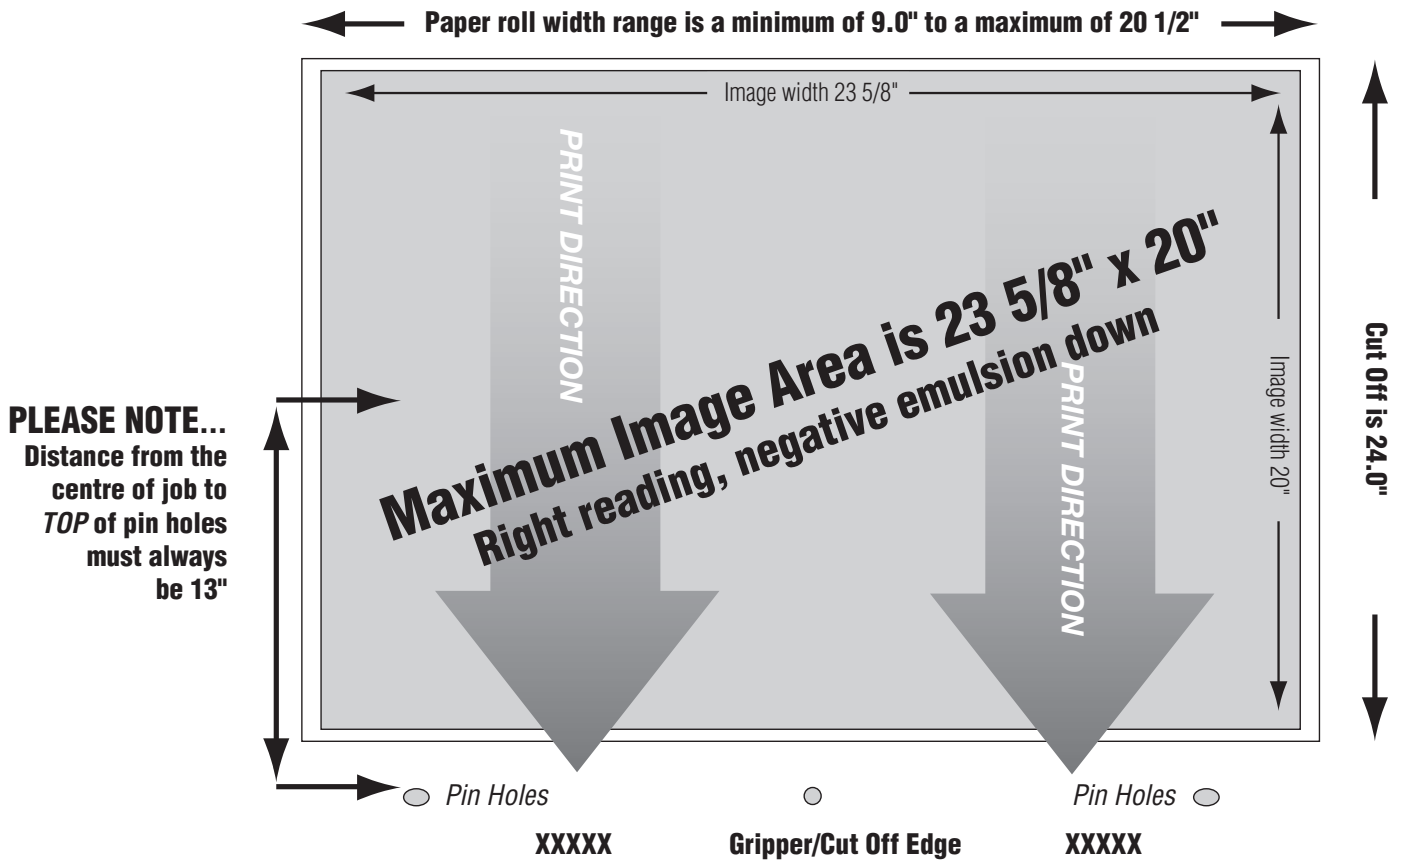 Paper roll width range is a minimum of 9.0" to a maximum of 20 1/2"
Image width 23 5/8"
PRINT DIRECTION
PRINT DIRECTION
Maximum Image Area is 23 5/8" x 20"
Right reading, negative emulsion down
Image width 20"
Cut Off is 24.0"
PLEASE NOTE...
Distance from the
centre of job to
TOP of pin holes
must always
be 13"
Pin Holes
Pin Holes
XXXXX
Gripper/Cut Off Edge
XXXXX